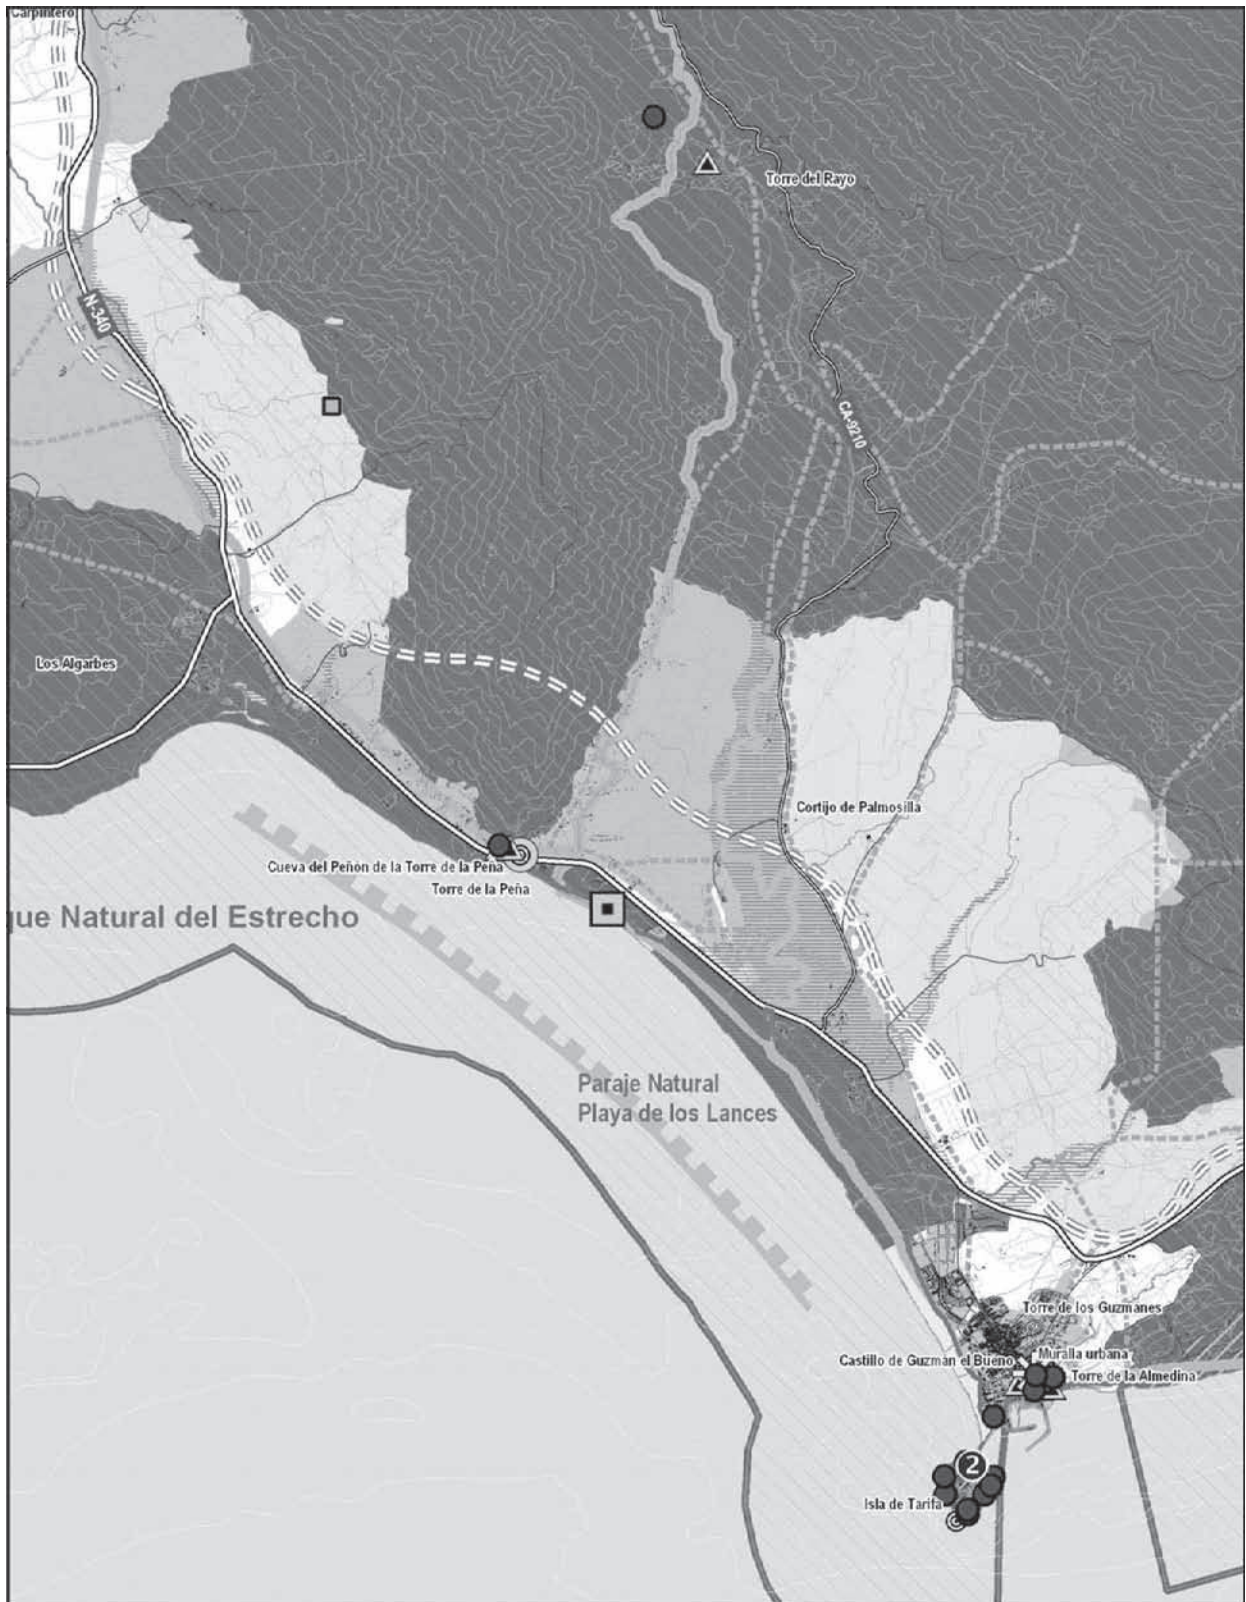 Carpintero
Torre del Rayo
N-340
CA-9210
Los Algarbes
Cortijo de Palmosilla
Cueva del Peñón de la Torre de la Peña
Torre de la Peña
que Natural del Estrecho
Paraje Natural
Playa de los Lances
Torre de los Guzmanes
Muralla urbana
Castillo de Guzmán el Bueno
Torre de la Almedina
2
Isla de Tarifa